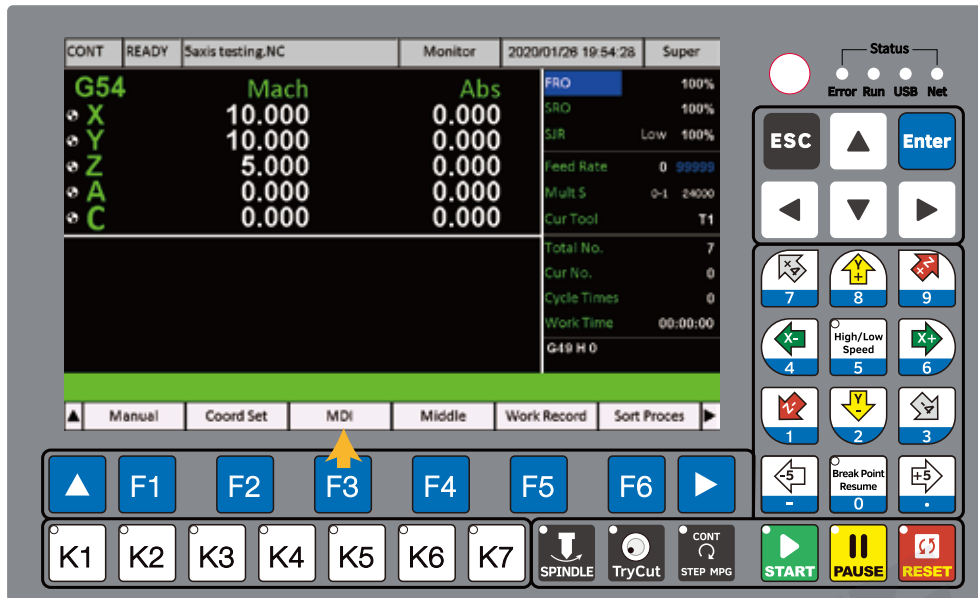 CONT READY 5axis testing.NC Monitor 2020/01/26 19:54:28 Super
G54 Mach Abs
X 10.000 0.000
Y 10.000 0.000
Z 5.000 0.000
A 0.000 0.000
C 0.000 0.000
FRO 100%
SRO 100%
SJR Low 100%
Feed Rate 0 99999
Mult S 0-1 24000
Cur Tool T1
Total No. 7
Cur No. 0
Cycle Times 0
Work Time 00:00:00
G49 H 0
Manual Coord Set MDI Middle Work Record Sort Proces
F1 F2 F3 F4 F5 F6
K1 K2 K3 K4 K5 K6 K7
SPINDLE
TryCut
CONT
STEP MPG
Status
Error Run USB Net
ESC
Enter
-4
7
Y
+
8
Z+
9
X-
4
High/Low
Speed
5
X+
6
Z-
1
Y
-
2
3
-5
-
Break Point
Resume
0
+5
.
START
PAUSE
RESET